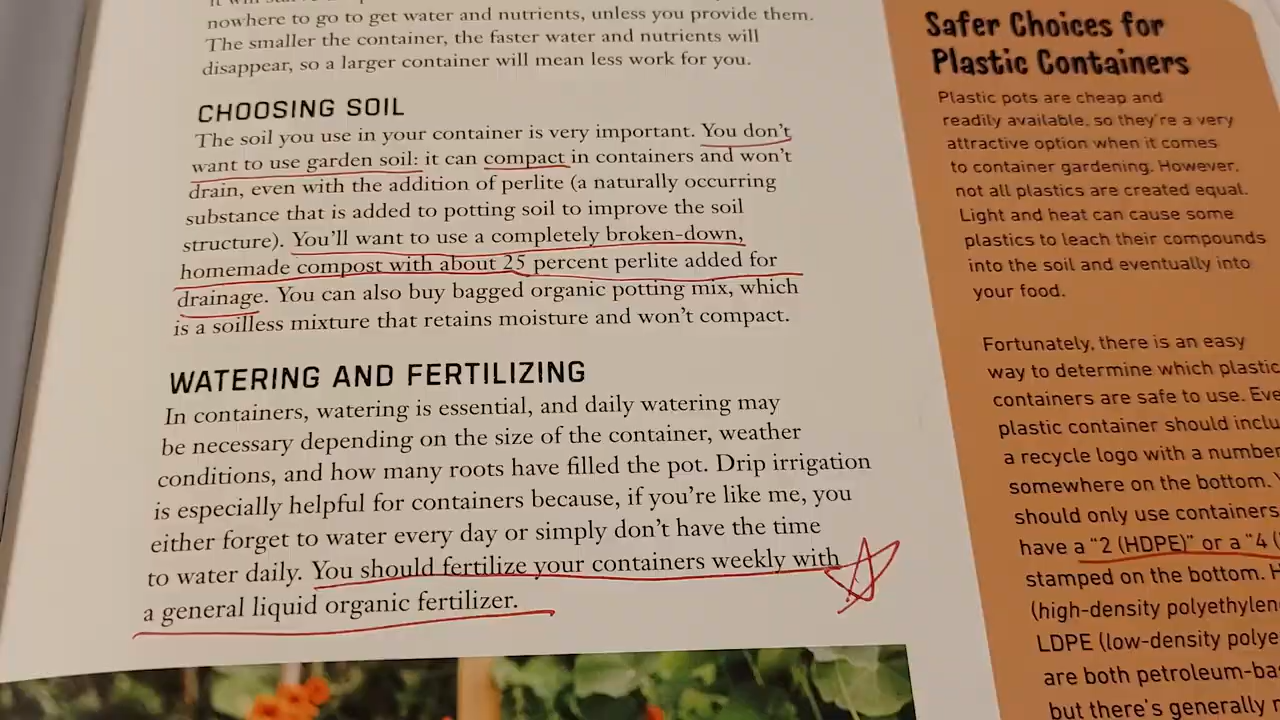 nowhere to go to get water and nutrients, unless you provide them.
The smaller the container, the faster water and nutrients will
disappear, so a larger container will mean less work for you.
CHOOSING SOIL
The soil you use in your container is very important. You don't
want to use garden soil: it can compact in containers and won't
drain, even with the addition of perlite (a naturally occurring
substance that is added to potting soil to improve the soil
structure). You'll want to use a completely broken-down,
homemade compost with about 25 percent perlite added for
drainage. You can also buy bagged organic potting mix, which
is a soilless mixture that retains moisture and won't compact.
WATERING AND FERTILIZING
In containers, watering is essential, and daily watering may
be necessary depending on the size of the container, weather
conditions, and how many roots have filled the pot. Drip irrigation
is especially helpful for containers because, if you're like me, you
either forget to water every day or simply don't have the time
to water daily. You should fertilize your containers weekly with
a general liquid organic fertilizer.
Safer Choices for
Plastic Containers
Plastic pots are cheap and
readily available, so they're a very
attractive option when it comes
to container gardening. However,
not all plastics are created equal.
Light and heat can cause some
plastics to leach their compounds
into the soil and eventually into
your food.
Fortunately, there is an easy
way to determine which plastic
containers are safe to use. Eve
plastic container should inclu
a recycle logo with a number
somewhere on the bottom.
should only use containers
have a "2 (HDPE)" or a "4 (
stamped on the bottom. H
(high-density polyethylen
LDPE (low-density polye
are both petroleum-ba
but there's generally